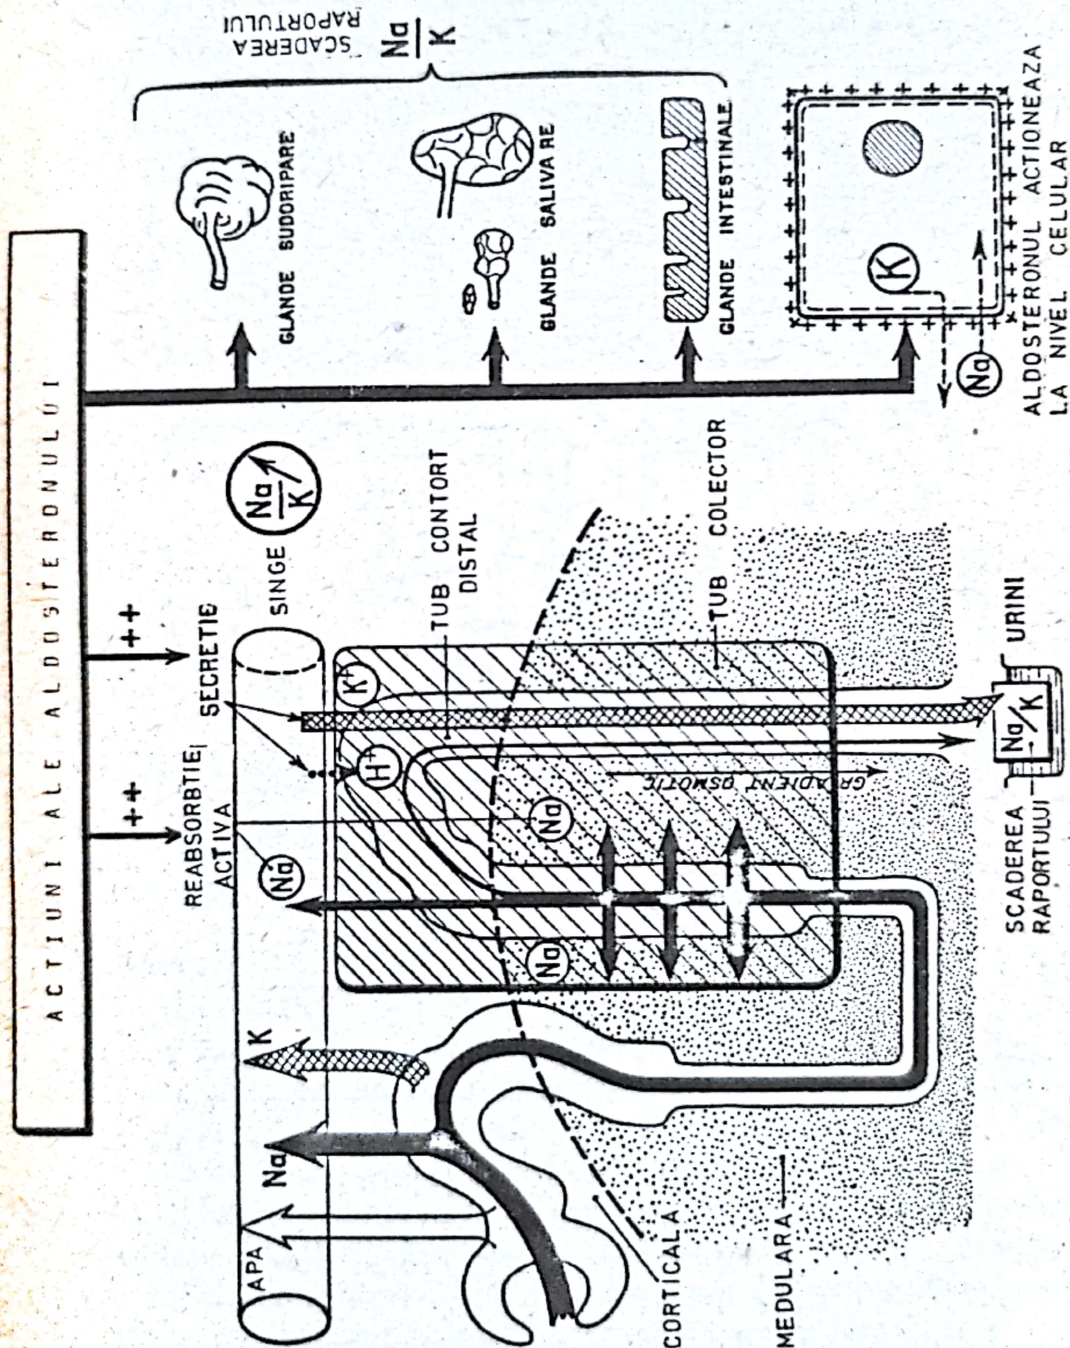 ACTIUNI ALE ALDOSTERONULUI
++
++
REABSORBTIE
ACTIVA
SECRETIE
SINGE
Na
K
APA
Na
K
Na
H+
K+
Na
Na
TUB CONTORT
DISTAL
TUB COLECTOR
GRADIENT OSMOTIC
CORTICALA
MEDULARA
SCADEREA
RAPORTULUI
Na/K
URINI
GLANDE SUDORIPARE
GLANDE SALIVARE
GLANDE INTESTINALE
SCADEREA
RAPORTULUI
Na
K
K
Na
ALDOSTERONUL ACTIONEAZA
LA NIVEL CELULAR